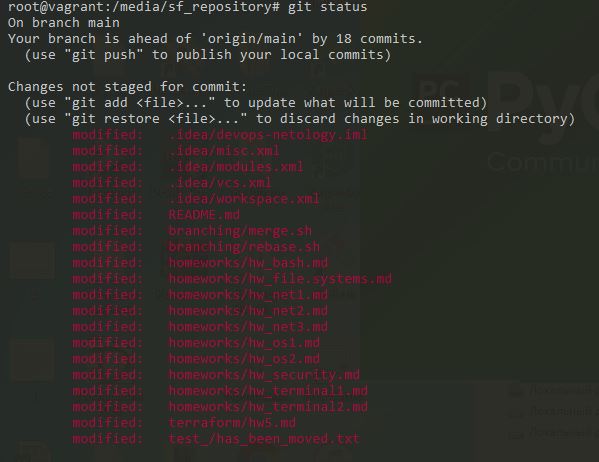 root@vagrant:/media/sf_repository# git status
On branch main
Your branch is ahead of 'origin/main' by 18 commits.
  (use "git push" to publish your local commits)

Changes not staged for commit:
  (use "git add <file>..." to update what will be committed)
  (use "git restore <file>..." to discard changes in working directory)
        modified:   .idea/devops-netology.iml
        modified:   .idea/misc.xml
        modified:   .idea/modules.xml
        modified:   .idea/vcs.xml
        modified:   .idea/workspace.xml
        modified:   README.md
        modified:   branching/merge.sh
        modified:   branching/rebase.sh
        modified:   homeworks/hw_bash.md
        modified:   homeworks/hw_file.systems.md
        modified:   homeworks/hw_net1.md
        modified:   homeworks/hw_net2.md
        modified:   homeworks/hw_net3.md
        modified:   homeworks/hw_os1.md
        modified:   homeworks/hw_os2.md
        modified:   homeworks/hw_security.md
        modified:   homeworks/hw_terminal1.md
        modified:   homeworks/hw_terminal2.md
        modified:   terraform/hw5.md
        modified:   test_/has_been_moved.txt
PC
Локальный
Локальный
Локальный